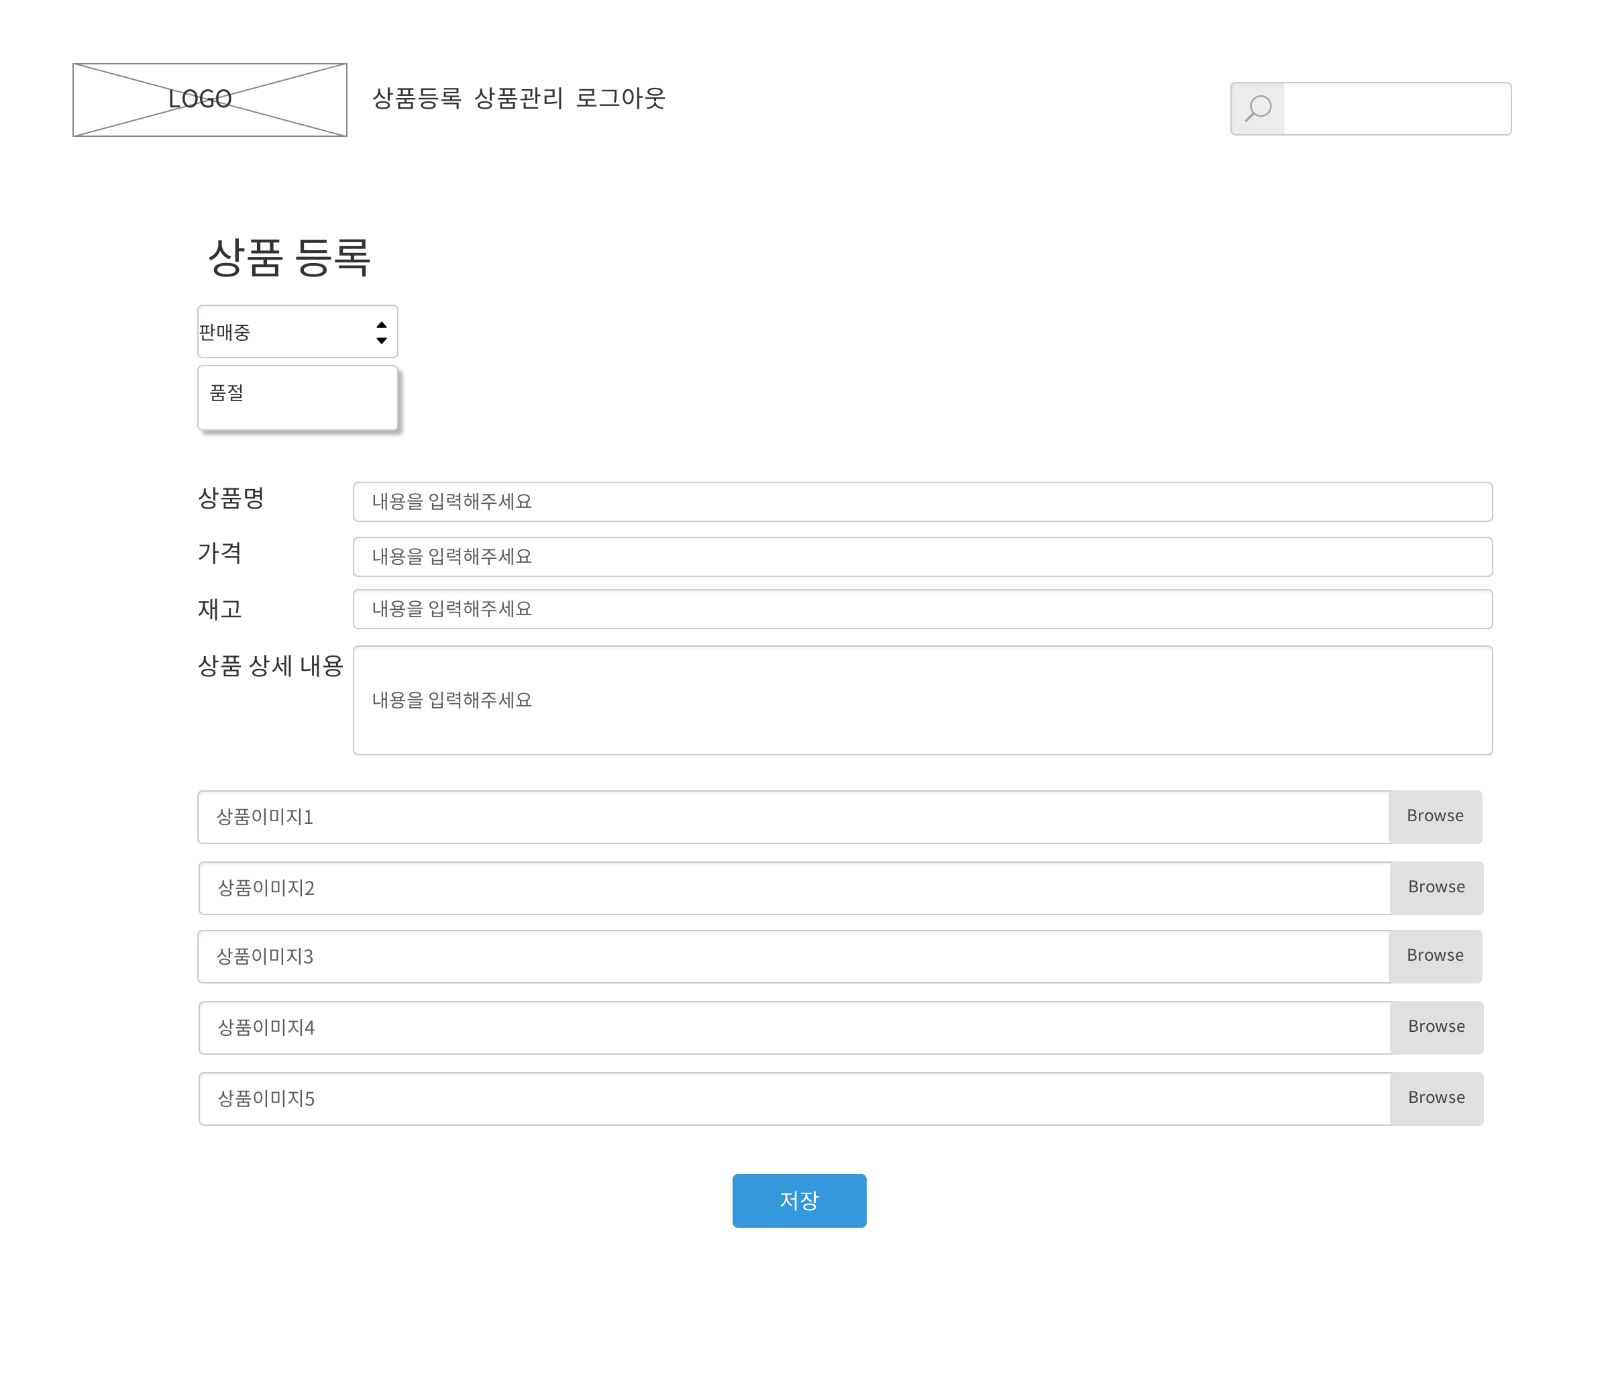 LOGO
상품등록 상품관리 로그아웃
상품 등록
판매중
품절
상품명
내용을 입력해주세요
가격
내용을 입력해주세요
재고
내용을 입력해주세요
상품 상세 내용
내용을 입력해주세요
상품이미지1
Browse
상품이미지2
Browse
상품이미지3
Browse
상품이미지4
Browse
상품이미지5
Browse
저장